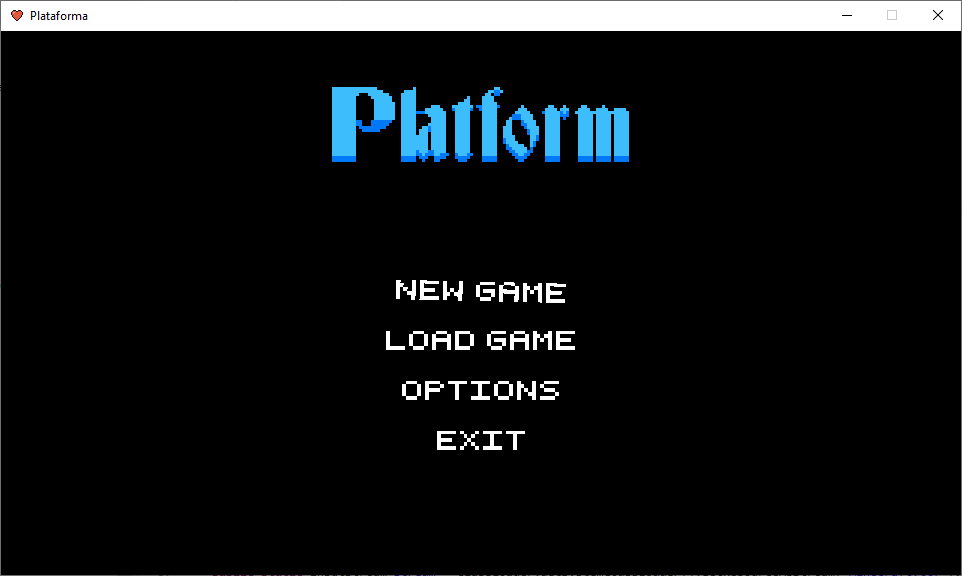 Plataforma
Platform
NEW GAME
LOAD GAME
OPTIONS
EXIT